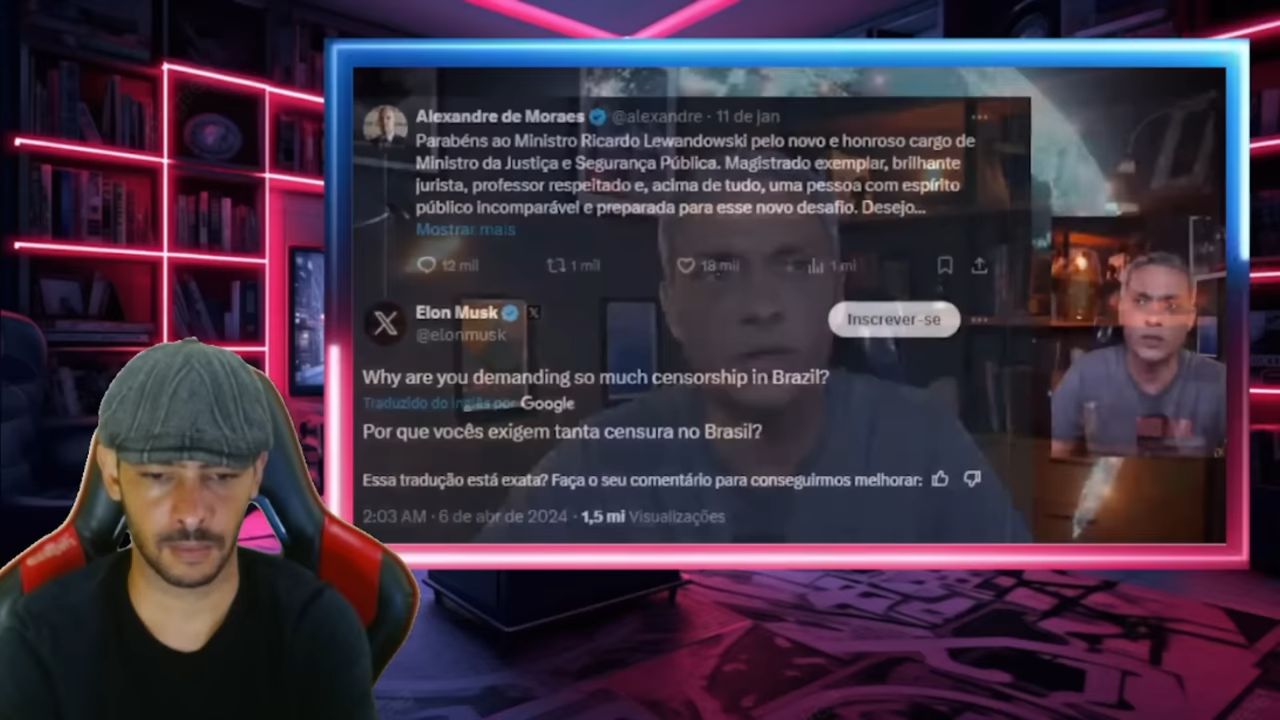 Alexandre de Moraes @alexandre · 11 de jan
Parabéns ao Ministro Ricardo Lewandowski pelo novo e honroso cargo de
Ministro da Justiça e Segurança Pública. Magistrado exemplar, brilhante
jurista, professor respeitado e, acima de tudo, uma pessoa com espírito
público incomparável e preparada para esse novo desafio. Desejo...
Mostrar mais
12 mil 1 mil 18 mil 1 mi
Elon Musk
@elonmusk
Inscrever-se
Why are you demanding so much censorship in Brazil?
Traduzido do inglês por Google
Por que vocês exigem tanta censura no Brasil?
Essa tradução está exata? Faça o seu comentário para conseguirmos melhorar:
2:03 AM · 6 de abr de 2024 · 1,5 mi Visualizações